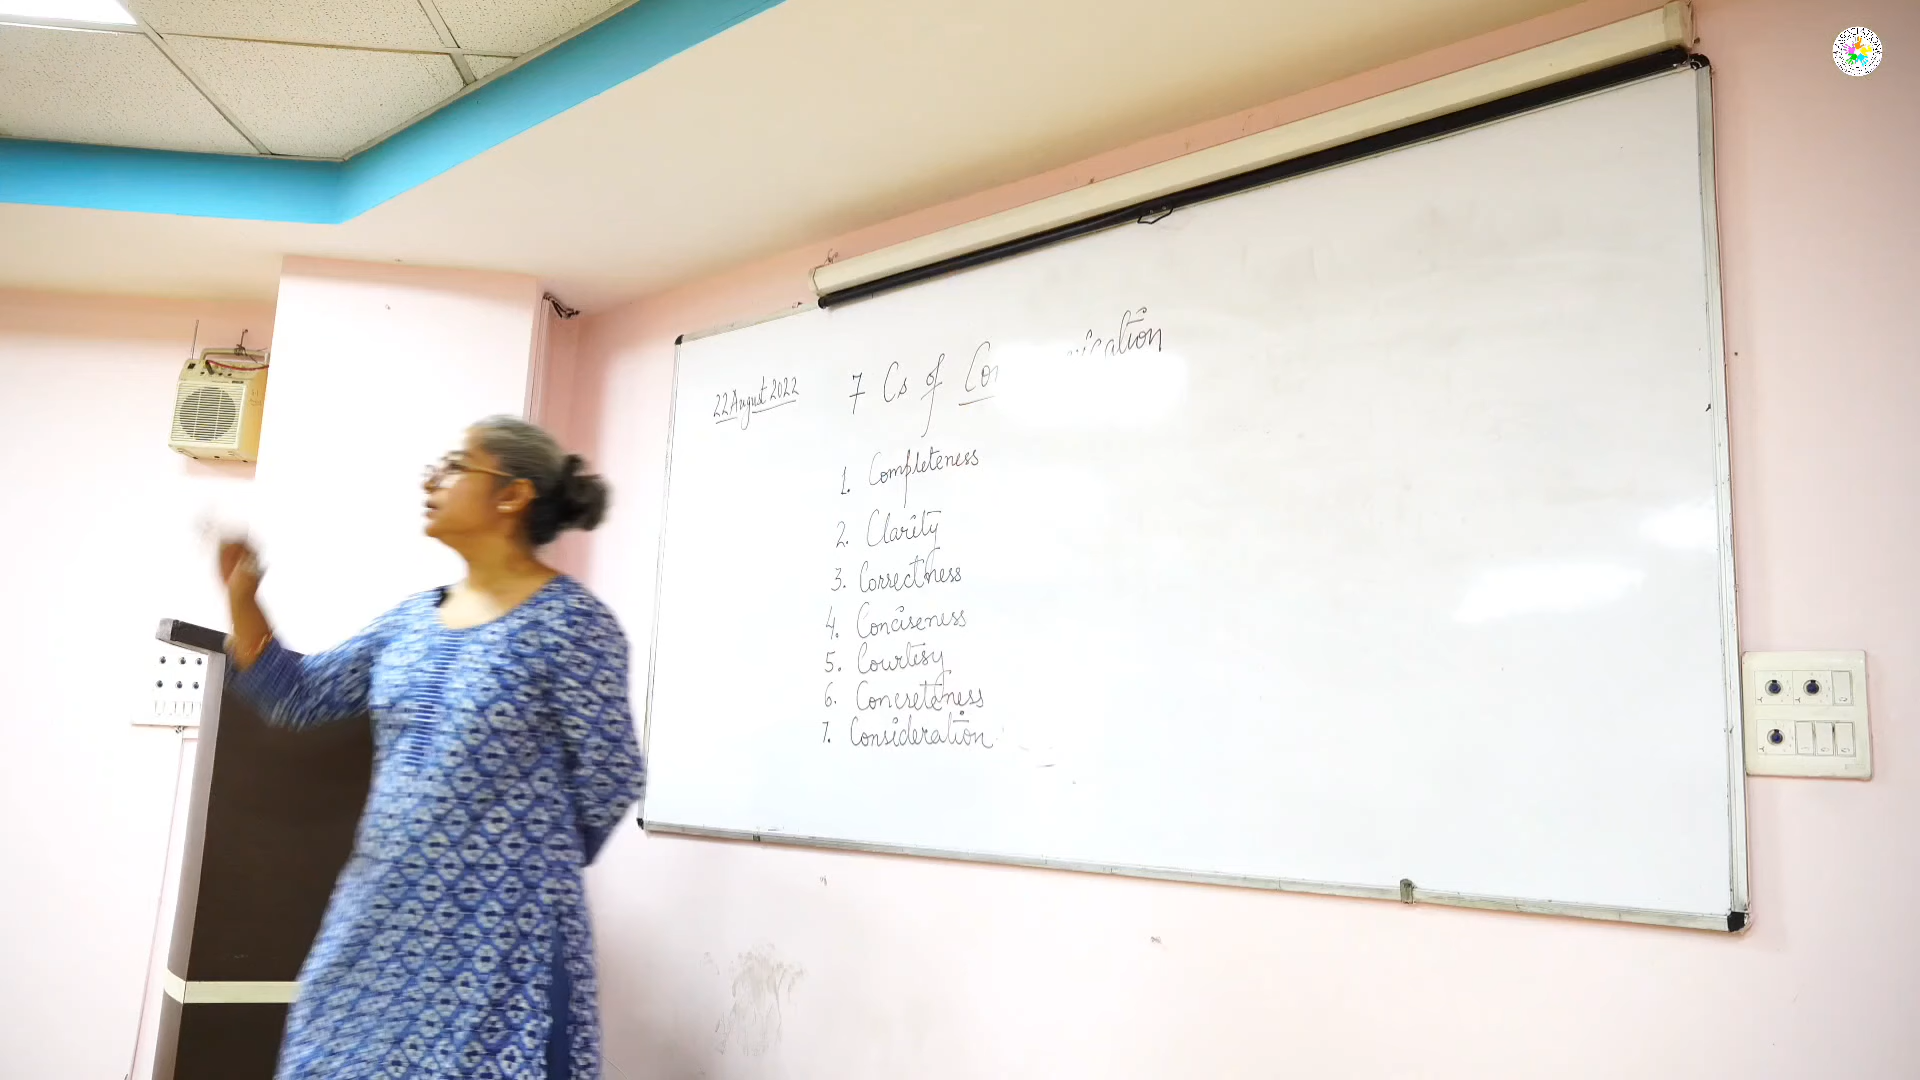 22 August 2022
7 Cs of
1. Completeness
2. Clarity
3. Correctness
4. Conciseness
5. Courtesy
6. Concreteness
7. Consideration